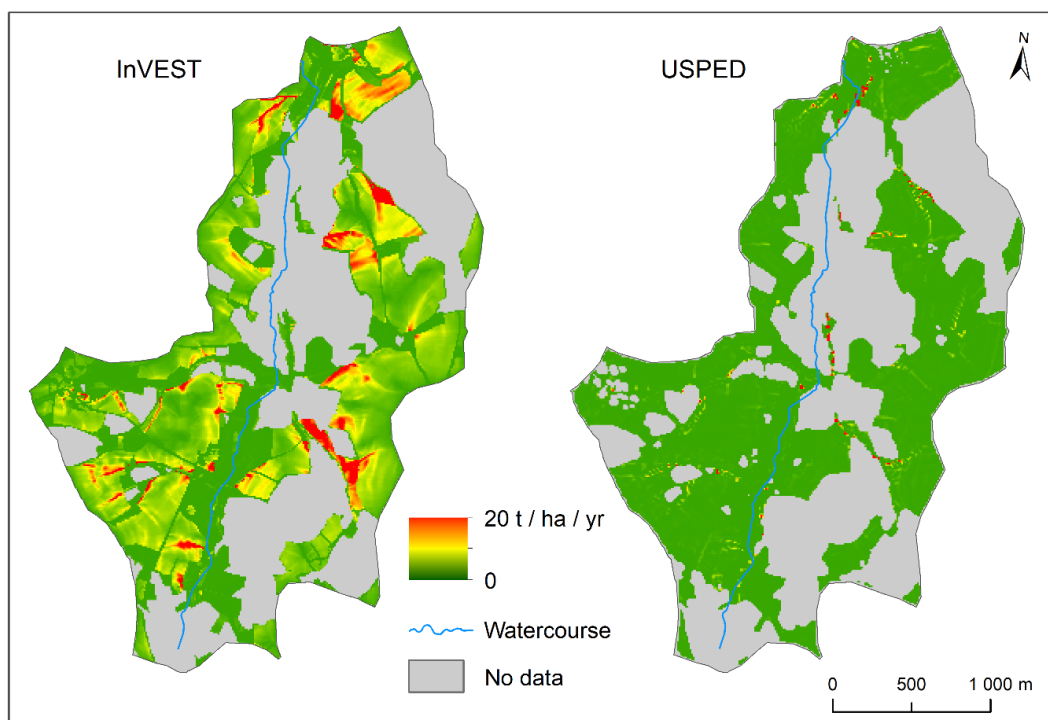 InVEST
USPED
N
20 t / ha / yr
0
Watercourse
No data
0 500 1 000 m